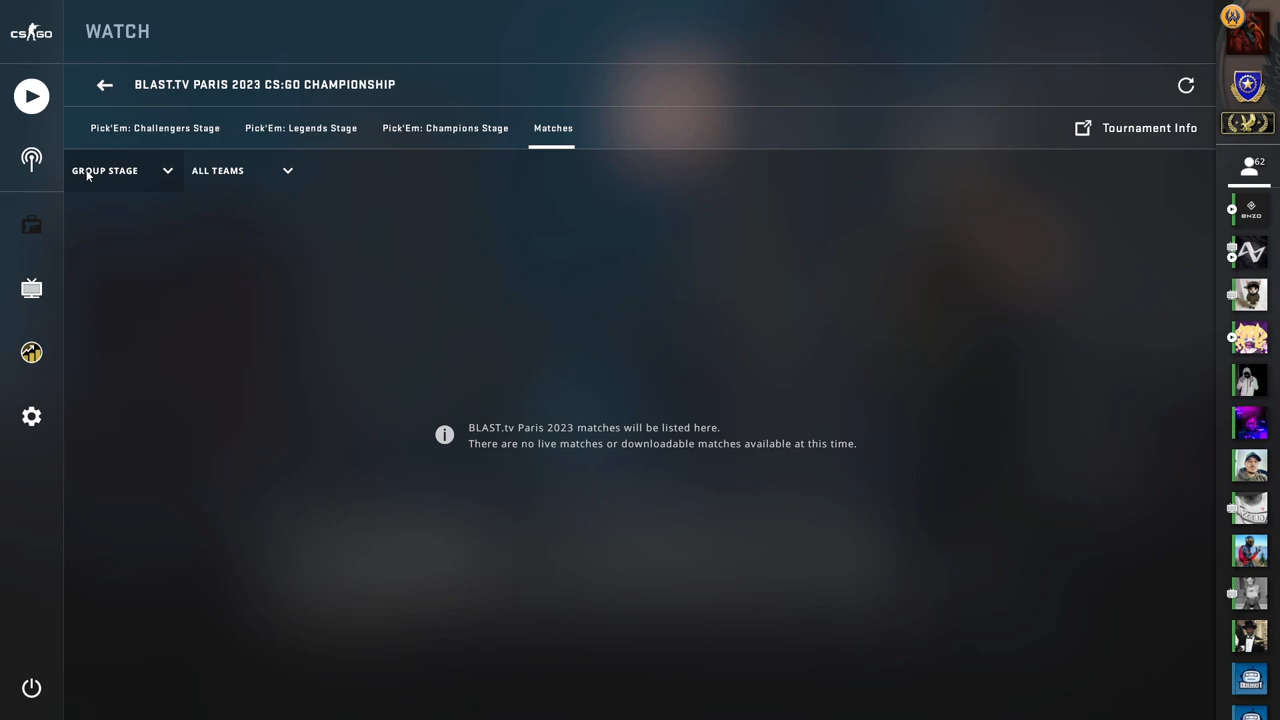 CS:GO
WATCH
BLAST.TV PARIS 2023 CS:GO CHAMPIONSHIP
Pick'Em: Challengers Stage
Pick'Em: Legends Stage
Pick'Em: Champions Stage
Matches
Tournament Info
62
GROUP STAGE
ALL TEAMS
ENZO
BLAST.tv Paris 2023 matches will be listed here.
There are no live matches or downloadable matches available at this time.